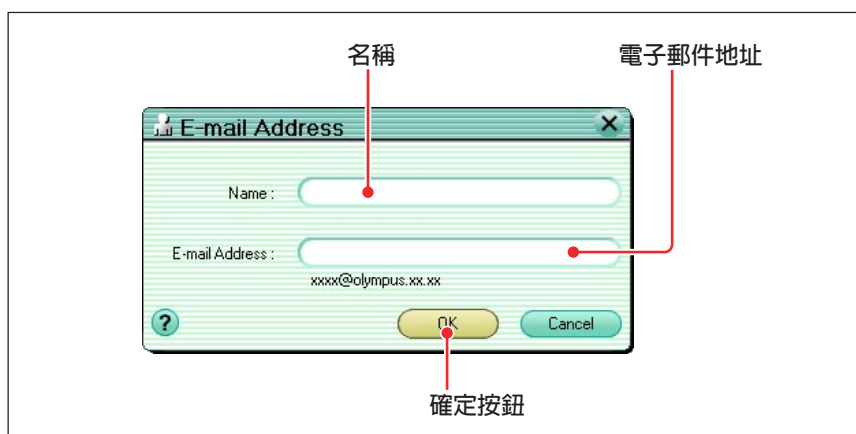 名稱
電子郵件地址
E-mail Address
Name :
E-mail Address :
xxxx@olympus.xx.xx
?
OK
Cancel
確定按鈕